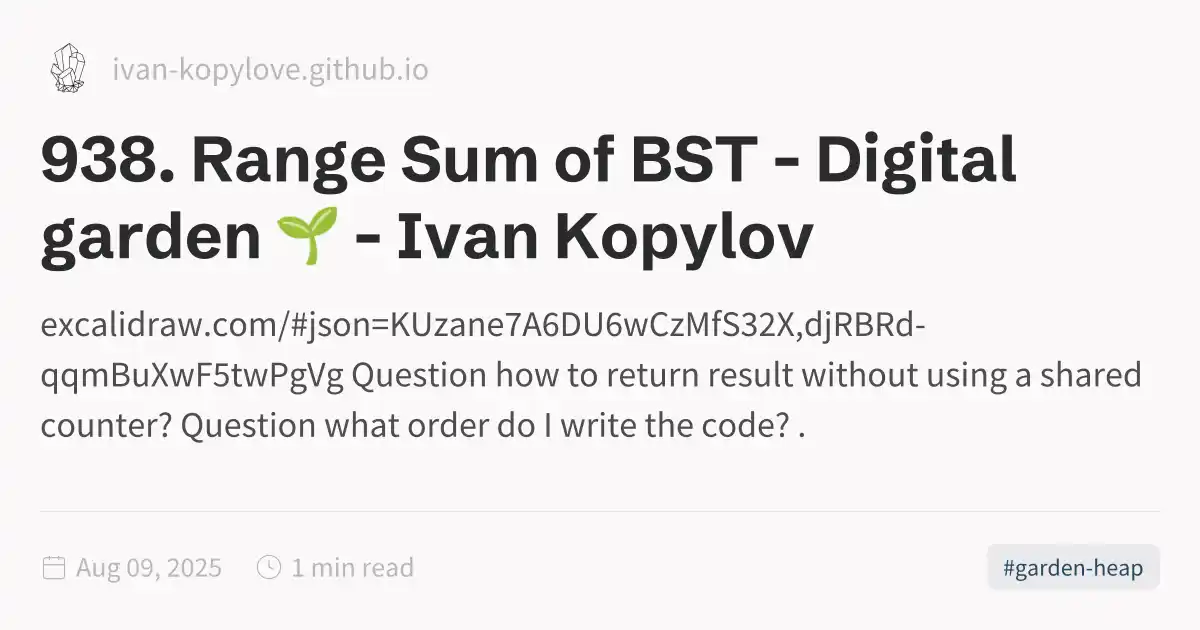 ivan-kopylove.github.io
938. Range Sum of BST - Digital
garden 🌱 - Ivan Kopylov
excalidraw.com/#json=KUzane7A6DU6wCzMfS32X,djRBRd-
qqmBuXwF5twPgVg Question how to return result without using a shared
counter? Question what order do I write the code? .
Aug 09, 2025 1 min read #garden-heap